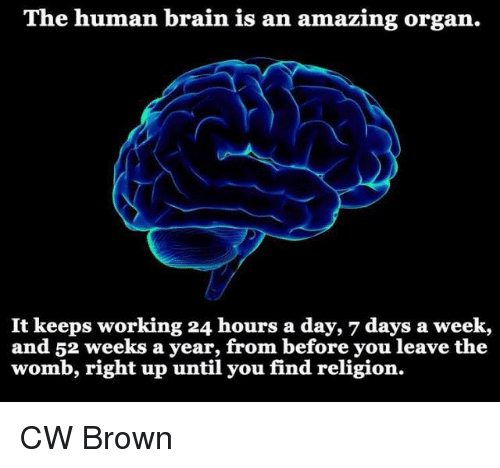 The human brain is an amazing organ.
It keeps working 24 hours a day, 7 days a week,
and 52 weeks a year, from before you leave the
womb, right up until you find religion.
CW Brown